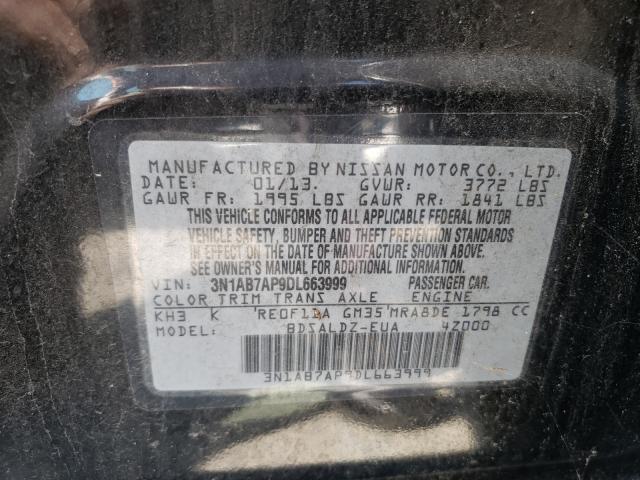 MANUFACTURED BY NISSAN MOTOR CO., LTD.
DATE: 01/13. GVWR: 3772 LBS
GAWR FR: 1995 LBS GAWR RR: 1841 LBS
THIS VEHICLE CONFORMS TO ALL APPLICABLE FEDERAL MOTOR
VEHICLE SAFETY, BUMPER AND THEFT PREVENTION STANDARDS
IN EFFECT ON THE DATE OF MANUFACTURE SHOWN ABOVE.
SEE OWNER'S MANUAL FOR ADDITIONAL INFORMATION.
VIN: 3N1AB7AP9DL663999 PASSENGER CAR.
COLOR TRIM TRANS AXLE ENGINE
KH3 K 'RE0F11A GM35'MRA8DE 1798 CC
BDSALDZ-EUA 4Z000
3N1AB7AP9DL663999